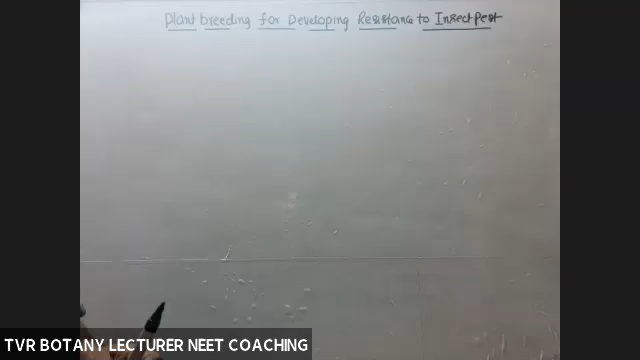 Plant breeding for Developing Resistance to Insect Pest
TVR BOTANY LECTURER NEET COACHING